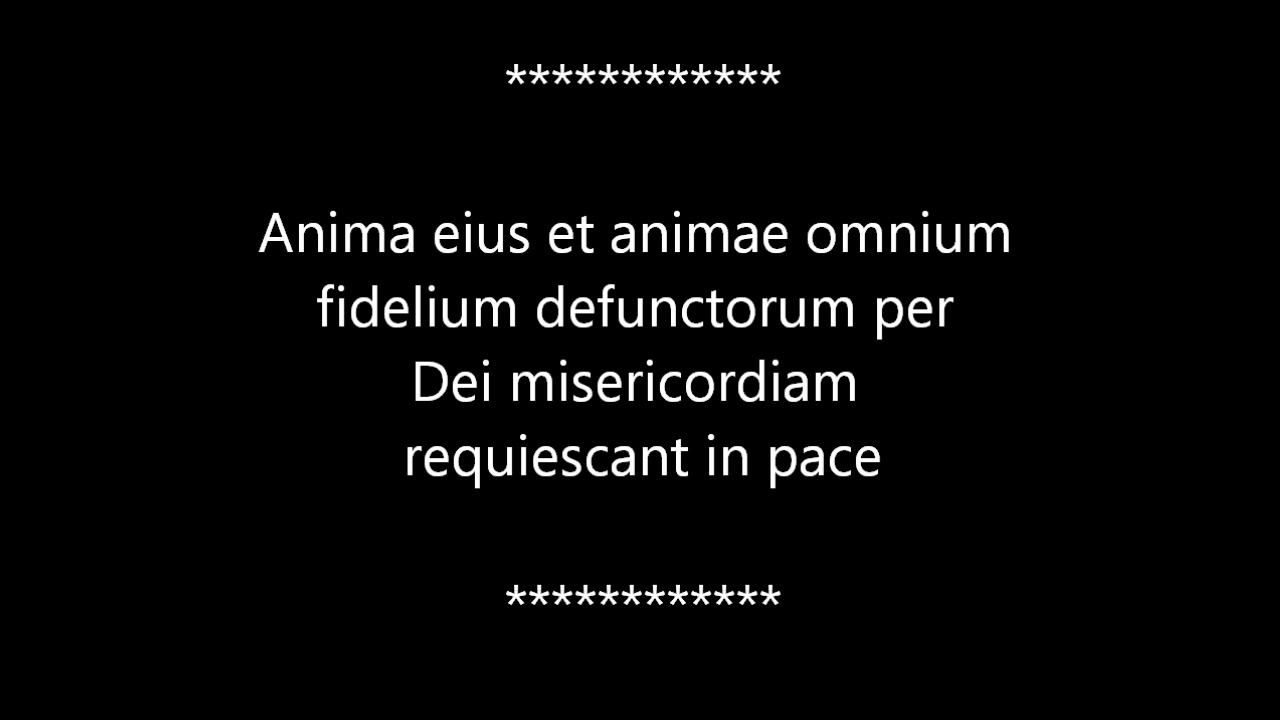 ************
Anima eius et animae omnium
fidelium defunctorum per
Dei misericordiam
requiescant in pace
************